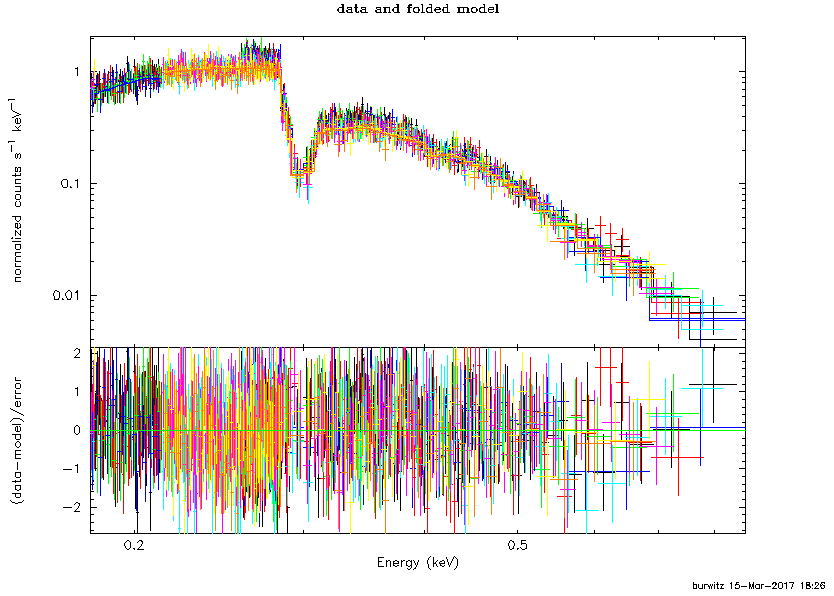 data and folded model
normalized counts s⁻¹ keV⁻¹
1
0.1
0.01
(data−model)/error
2
1
0
−1
−2
0.2
0.5
Energy (keV)
burwitz 15−Mar−2017 18:26